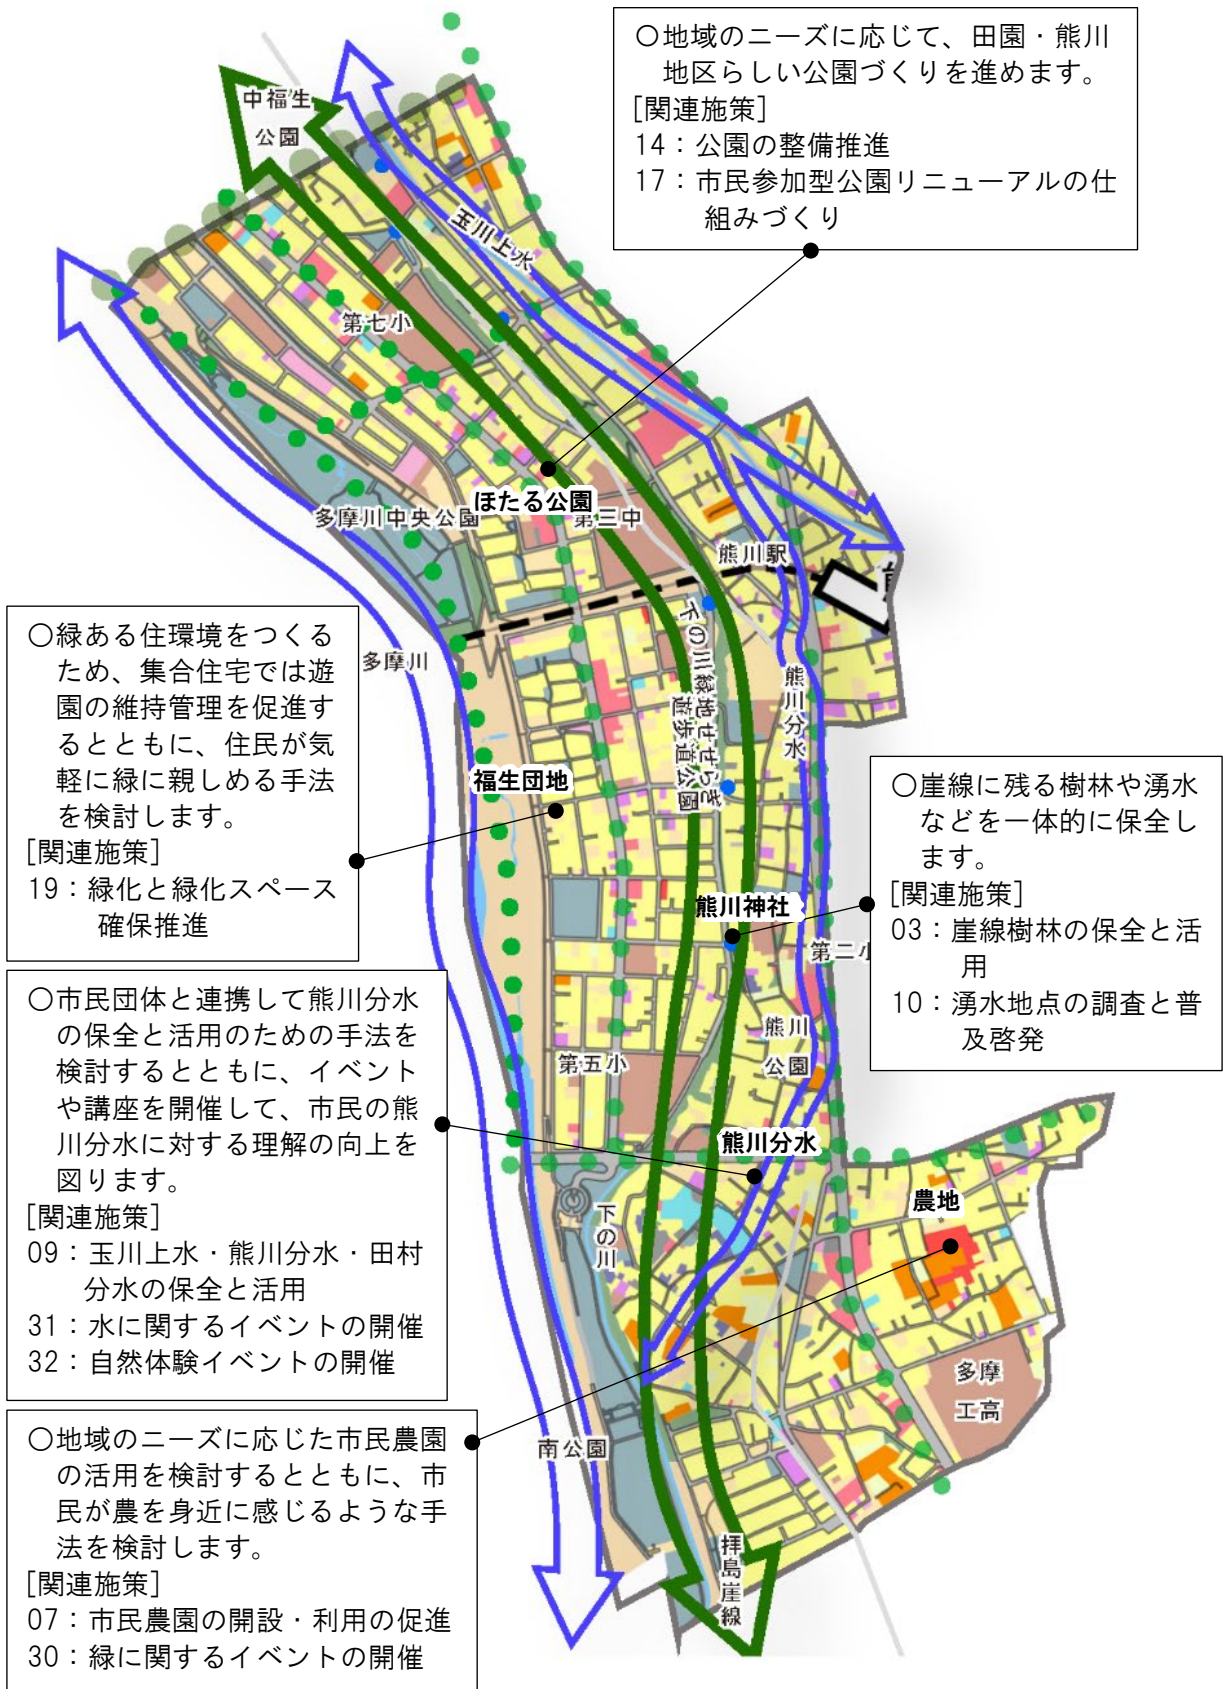 ○地域のニーズに応じて、田園・熊川
地区らしい公園づくりを進めます。
[関連施策]
14：公園の整備推進
17：市民参加型公園リニューアルの仕
組みづくり
中福生
公園
玉川上水
第七小
ほたる公園
多摩川中央公園
第三中
熊川駅
○緑ある住環境をつくる
ため、集合住宅では遊
園の維持管理を促進す
るとともに、住民が気
軽に緑に親しめる手法
を検討します。
[関連施策]
19：緑化と緑化スペース
確保推進
多摩川
下の川緑地せせらぎ
遊歩道公園
熊川分水
福生団地
○崖線に残る樹林や湧水
などを一体的に保全し
ます。
[関連施策]
03：崖線樹林の保全と活
用
10：湧水地点の調査と普
及啓発
熊川神社
第二小
○市民団体と連携して熊川分水
の保全と活用のための手法を
検討するとともに、イベント
や講座を開催して、市民の熊
川分水に対する理解の向上を
図ります。
[関連施策]
09：玉川上水・熊川分水・田村
分水の保全と活用
31：水に関するイベントの開催
32：自然体験イベントの開催
熊川
公園
第五小
熊川分水
農地
下の川
多摩
工高
○地域のニーズに応じた市民農園
の活用を検討するとともに、市
民が農を身近に感じるような手
法を検討します。
[関連施策]
07：市民農園の開設・利用の促進
30：緑に関するイベントの開催
南公園
拝島崖線